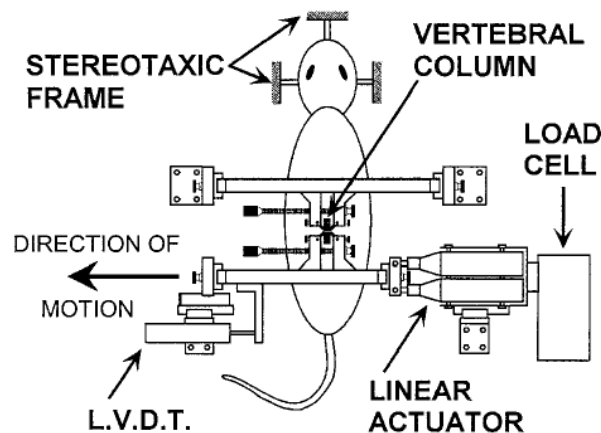 STEREOTAXIC
FRAME
VERTEBRAL
COLUMN
LOAD
CELL
DIRECTION OF
MOTION
L.V.D.T.
LINEAR
ACTUATOR